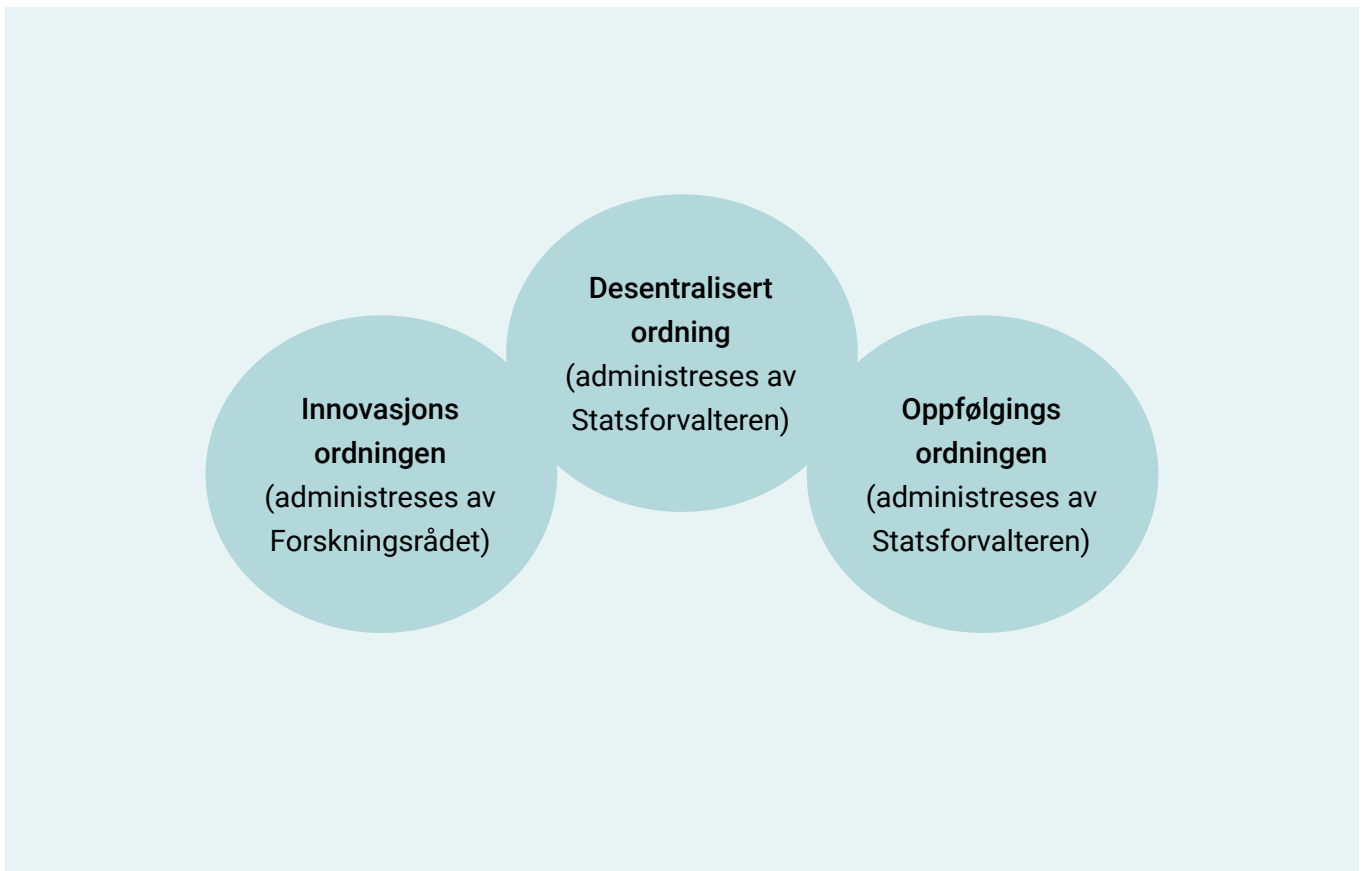 Innovasjons
ordningen
(administreses av
Forskningsrådet)
Desentralisert
ordning
(administreses av
Statsforvalteren)
Oppfølgings
ordningen
(administreses av
Statsforvalteren)